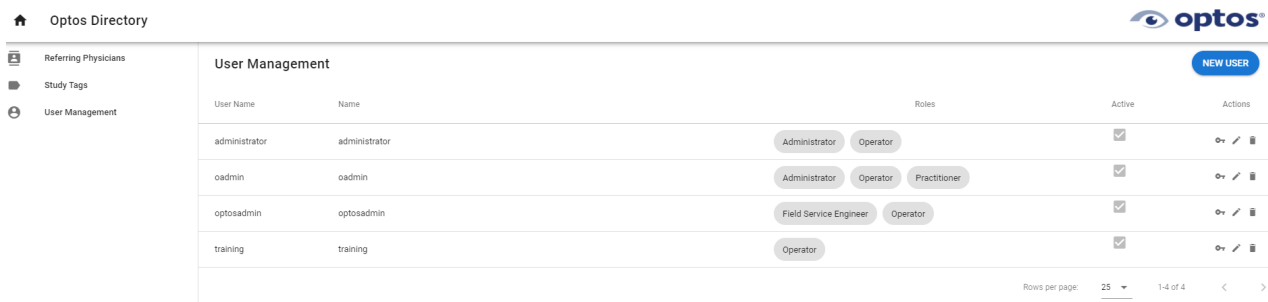 Optos Directory
optos®
Referring Physicians
Study Tags
User Management
User Management
NEW USER
User Name Name Roles Active Actions
administrator administrator Administrator Operator
oadmin oadmin Administrator Operator Practitioner
optosadmin optosadmin Field Service Engineer Operator
training training Operator
Rows per page: 25 1-4 of 4